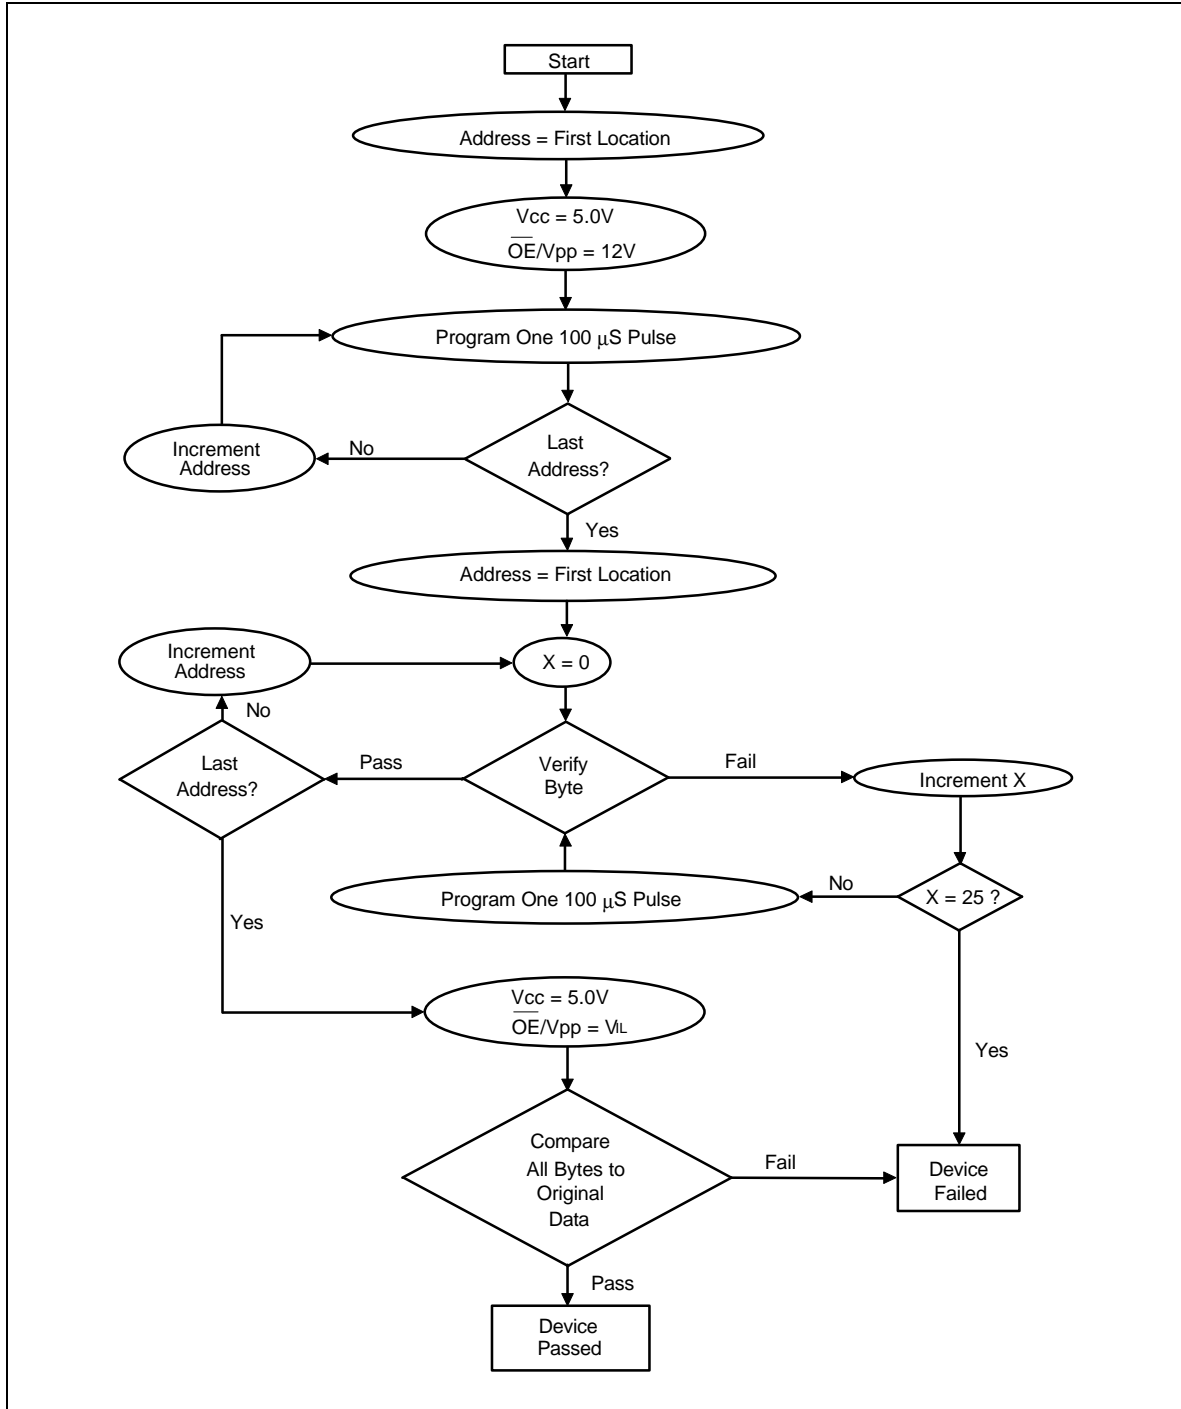 Start
Address = First Location
Vcc = 5.0V
O̅E̅/Vpp = 12V
Program One 100 μS Pulse
Last
Address?
No
Increment
Address
Yes
Address = First Location
X = 0
Increment
Address
No
Last
Address?
Pass
Verify
Byte
Fail
Increment X
X = 25 ?
No
Program One 100 μS Pulse
Yes
Vcc = 5.0V
O̅E̅/Vpp = VIL
Yes
Compare
All Bytes to
Original
Data
Fail
Device
Failed
Pass
Device
Passed